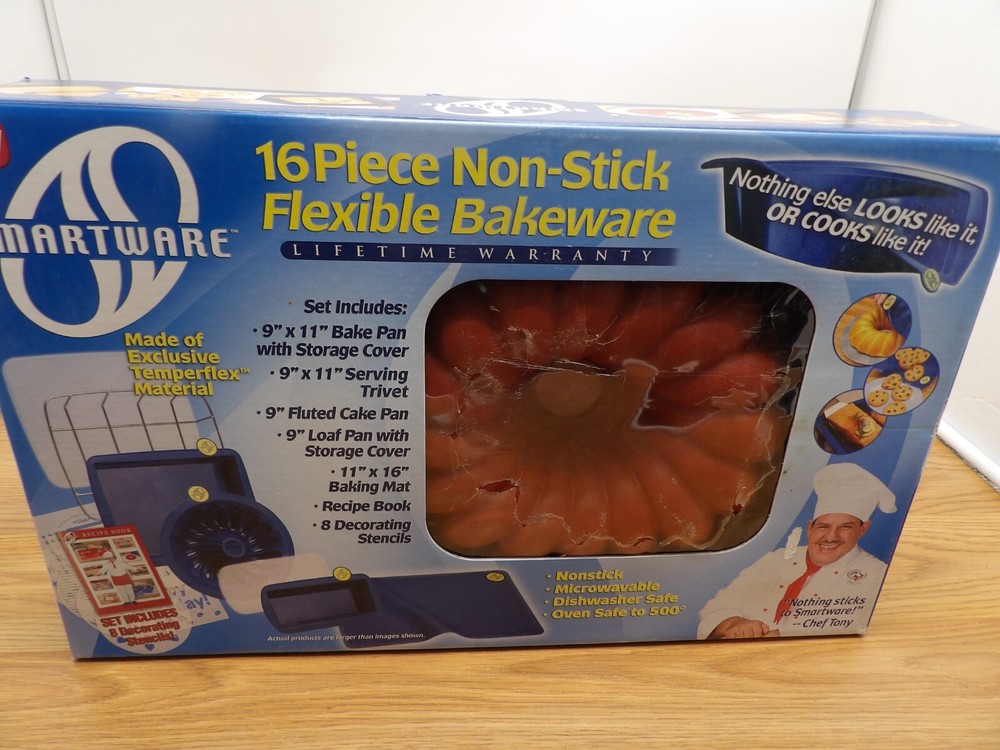 MARTWARE™
16 Piece Non-Stick
Flexible Bakeware
LIFETIME WARRANTY
Nothing else LOOKS like it,
OR COOKS like it!
Made of
Exclusive
Temperflex™
Material
Set Includes:
• 9" x 11" Bake Pan
with Storage Cover
• 9" x 11" Serving
Trivet
• 9" Fluted Cake Pan
• 9" Loaf Pan with
Storage Cover
• 11" x 16"
Baking Mat
• Recipe Book
• 8 Decorating
Stencils
RECIPE BOOK
SET INCLUDES
8 Decorating
Stencils!
ay!
• Nonstick
• Microwavable
• Dishwasher Safe
• Oven Safe to 500°
"Nothing sticks
to Smartware!"
-- Chef Tony
Actual products are larger than images shown.